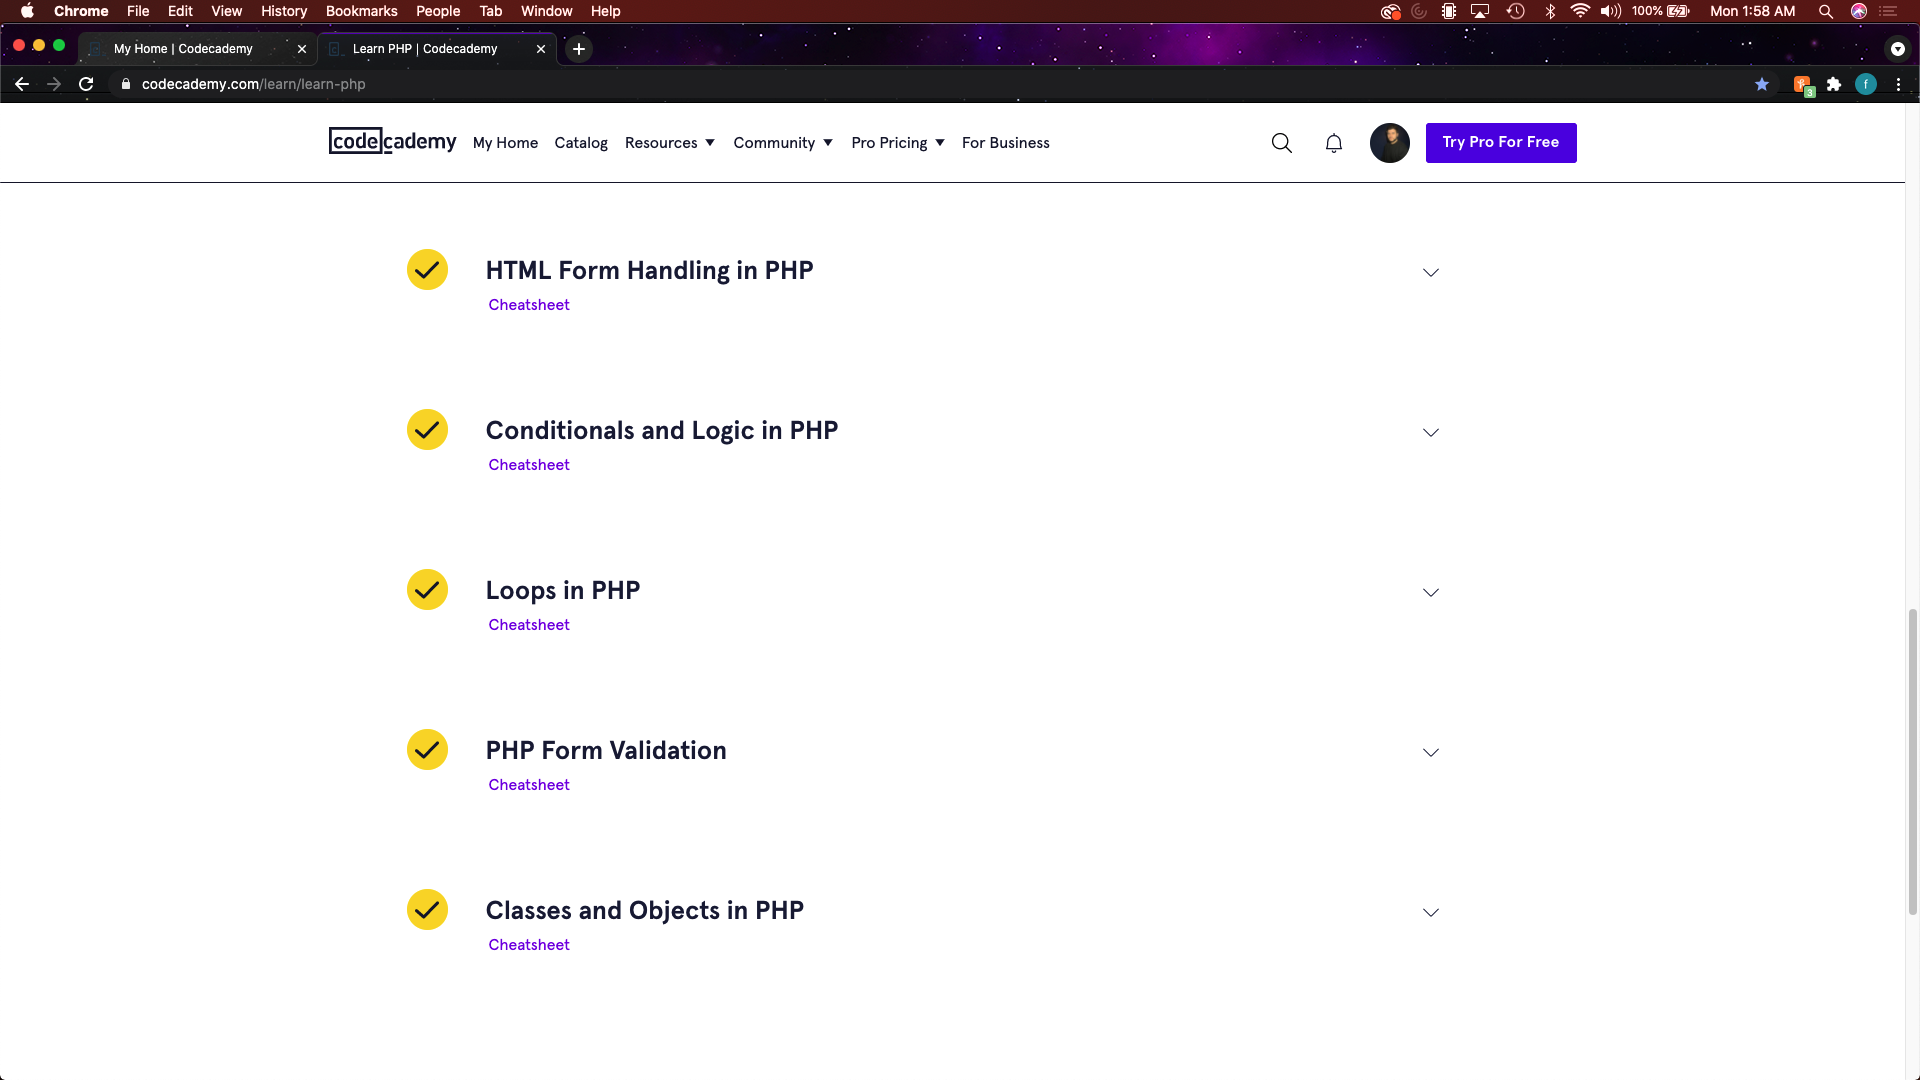 Chrome File Edit View History Bookmarks People Tab Window Help 100% Mon 1:58 AM
My Home | Codecademy Learn PHP | Codecademy
codecademy.com/learn/learn-php 3 f
codecademy My Home Catalog Resources Community Pro Pricing For Business Try Pro For Free
HTML Form Handling in PHP
Cheatsheet
Conditionals and Logic in PHP
Cheatsheet
Loops in PHP
Cheatsheet
PHP Form Validation
Cheatsheet
Classes and Objects in PHP
Cheatsheet